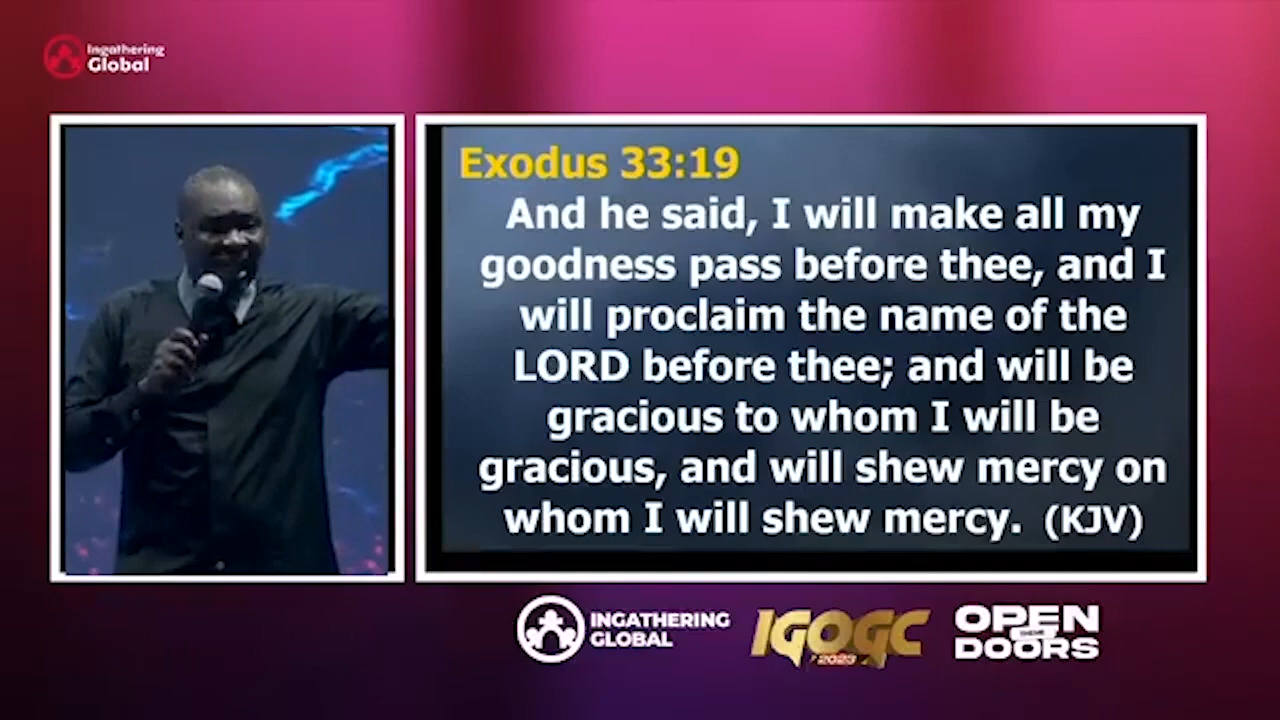 Ingathering
Global
Exodus 33:19
And he said, I will make all my
goodness pass before thee, and I
will proclaim the name of the
LORD before thee; and will be
gracious to whom I will be
gracious, and will shew mercy on
whom I will shew mercy. (KJV)
INGATHERING
GLOBAL
IGOGC
2023
OPEN
DOORS